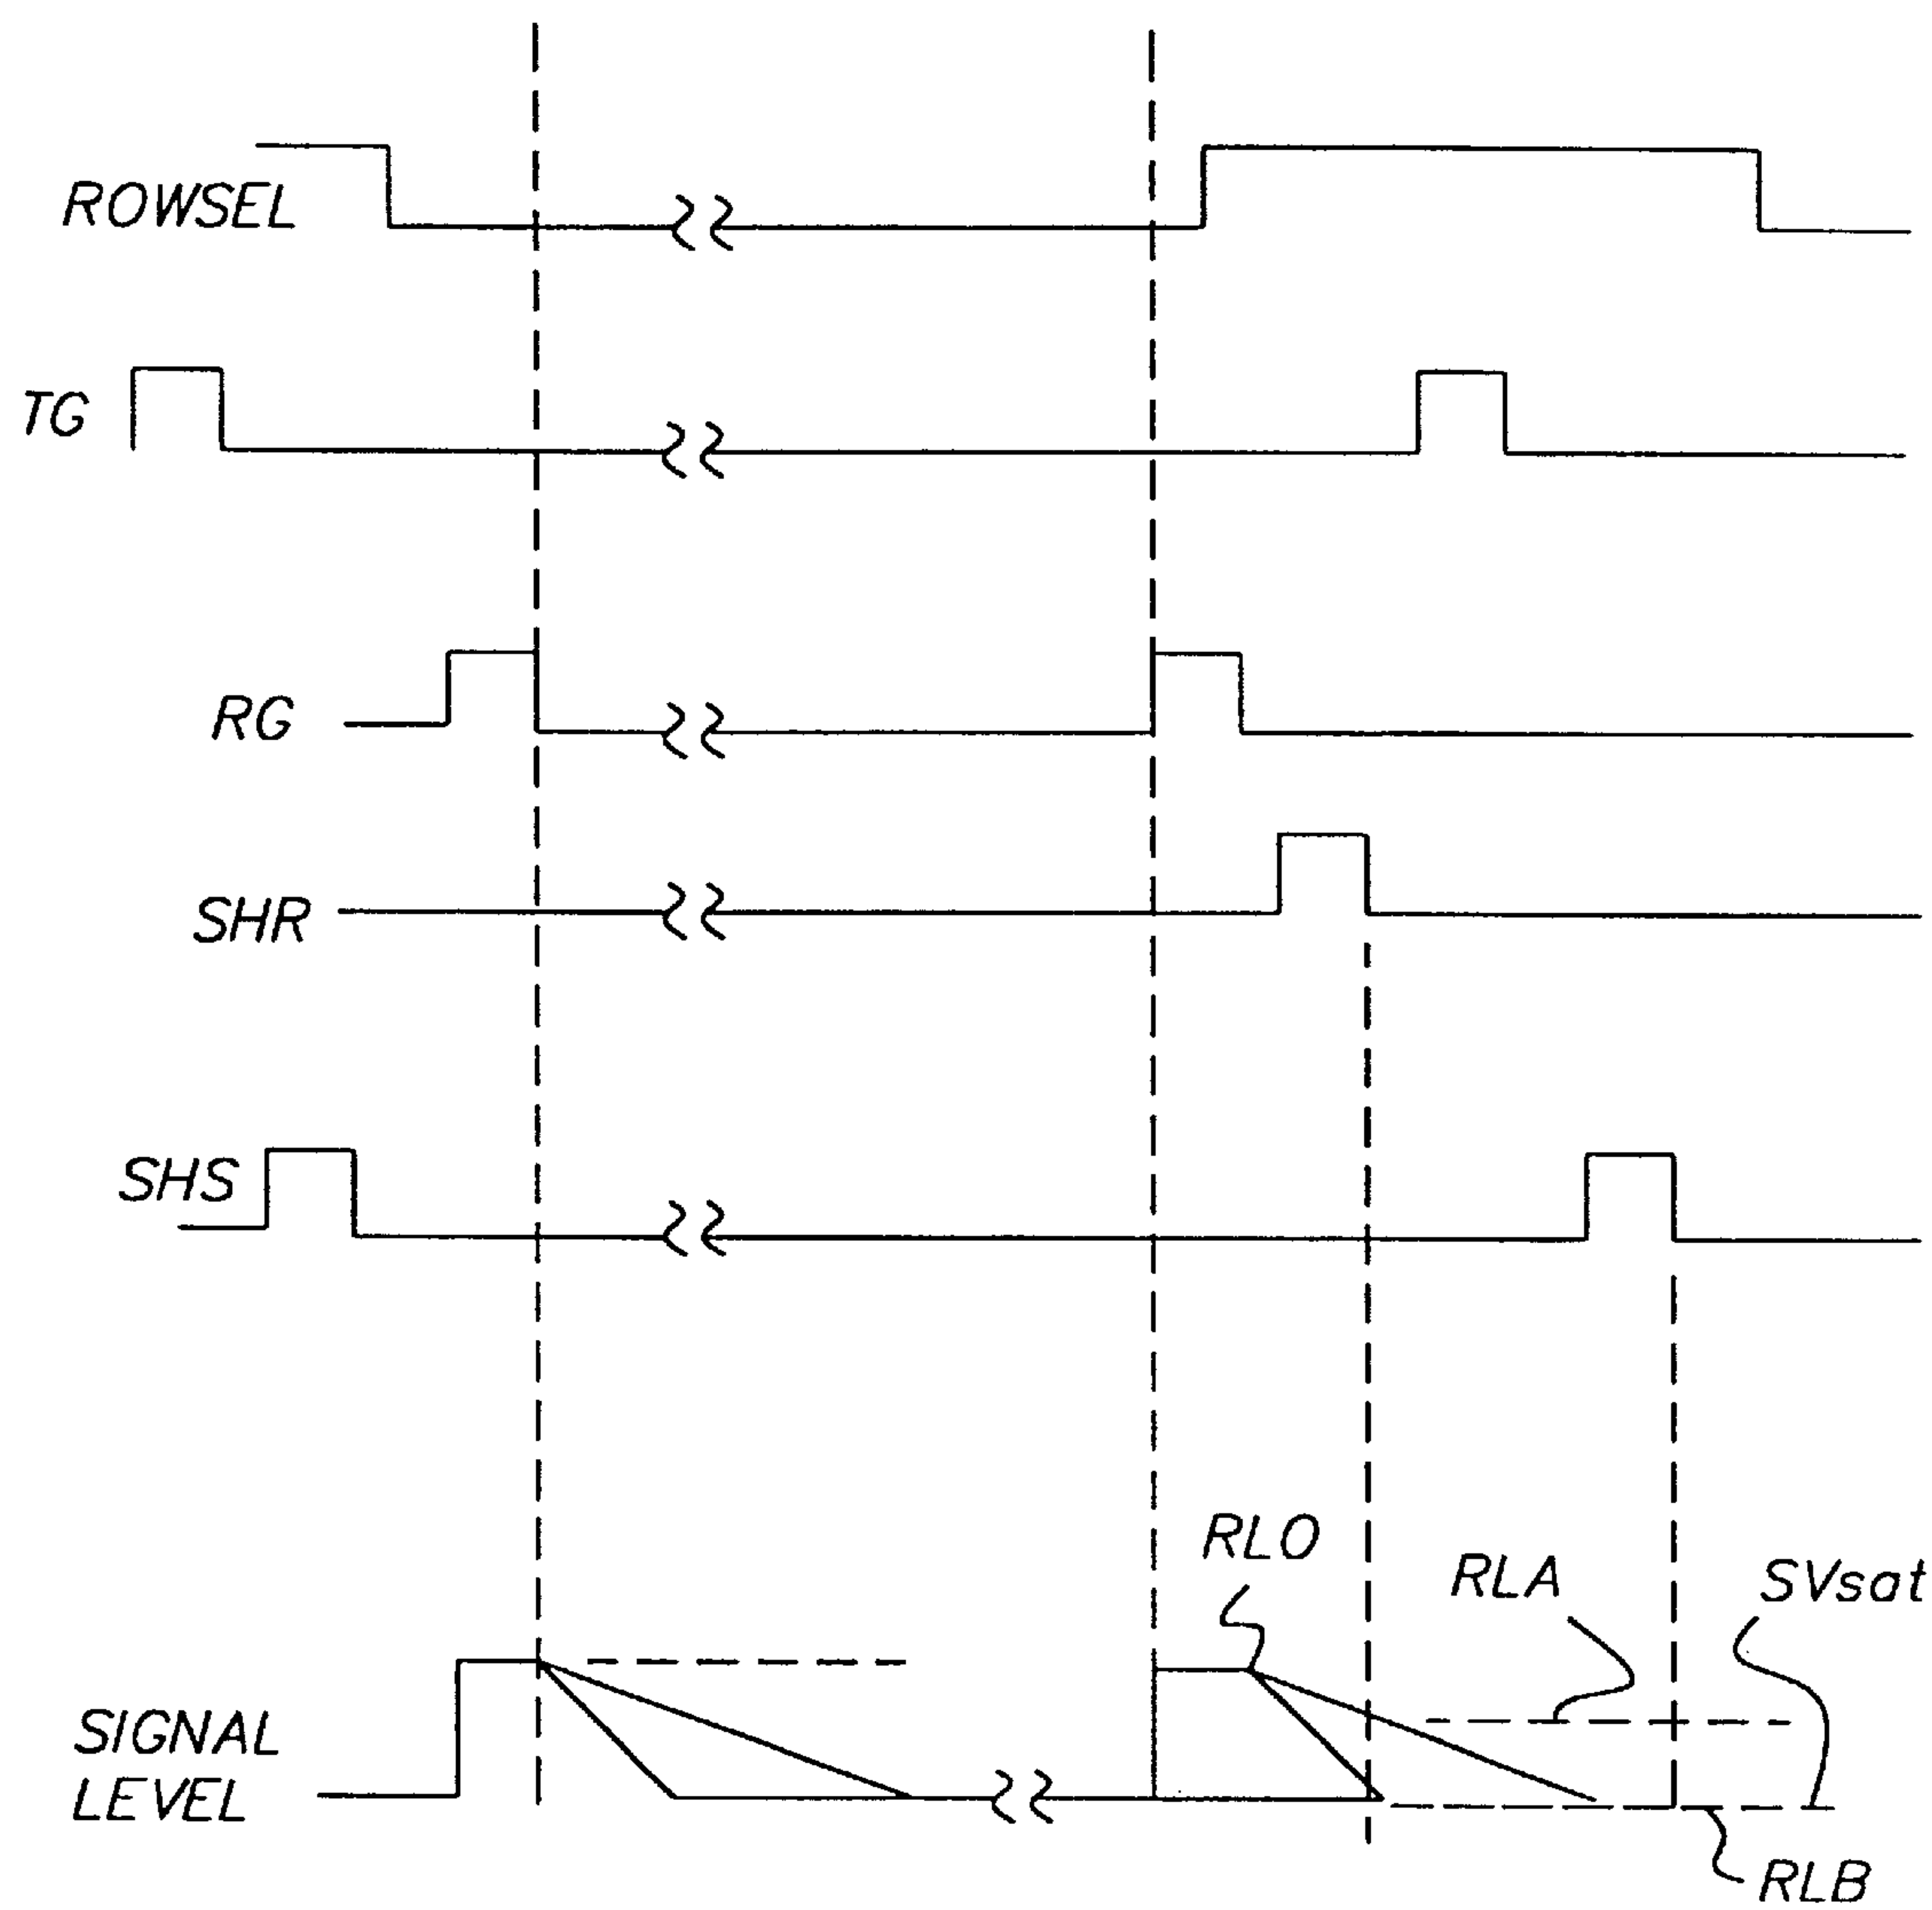 ROWSEL
TG
RG
SHR
SHS
RLO
RLA
SVsat
SIGNAL
LEVEL
RLB